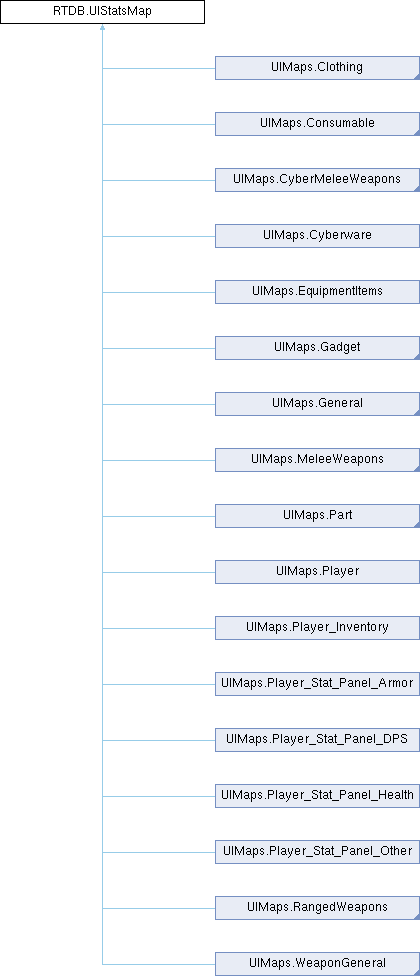 RTDB.UIStatsMap
UIMaps.Clothing
UIMaps.Consumable
UIMaps.CyberMeleeWeapons
UIMaps.Cyberware
UIMaps.EquipmentItems
UIMaps.Gadget
UIMaps.General
UIMaps.MeleeWeapons
UIMaps.Part
UIMaps.Player
UIMaps.Player_Inventory
UIMaps.Player_Stat_Panel_Armor
UIMaps.Player_Stat_Panel_DPS
UIMaps.Player_Stat_Panel_Health
UIMaps.Player_Stat_Panel_Other
UIMaps.RangedWeapons
UIMaps.WeaponGeneral